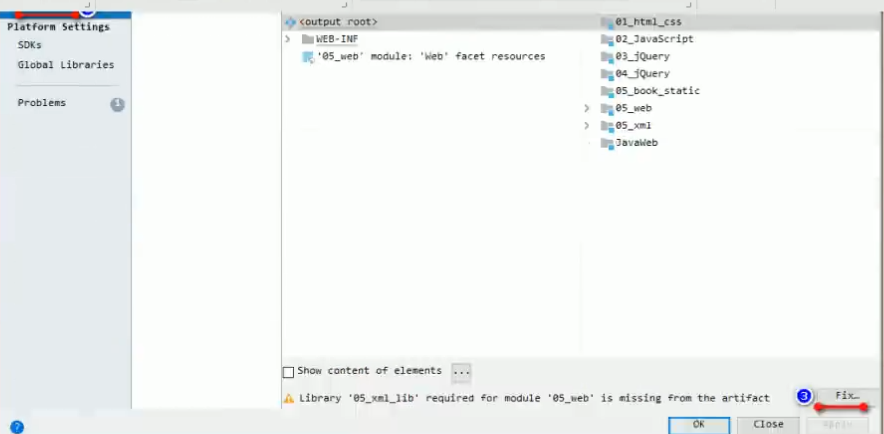 Platform Settings
SDKs
Global Libraries
Problems 1
<output root>
WEB-INF
'05_web' module: 'Web' facet resources
01_html_css
02_JavaScript
03_jQuery
04_jQuery
05_book_static
05_web
05_xml
JavaWeb
Show content of elements ...
Library '05_xml_lib' required for module '05_web' is missing from the artifact
3 Fix…
? OK Close Apply